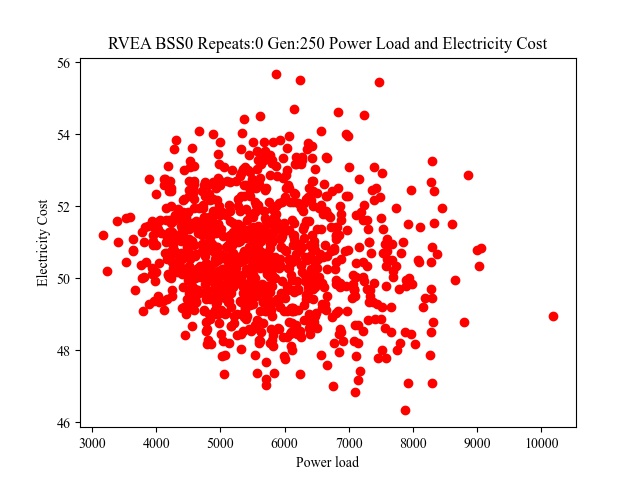 RVEA BSS0 Repeats:0 Gen:250 Power Load and Electricity Cost
56
54
52
50
48
46
Electricity Cost
3000 4000 5000 6000 7000 8000 9000 10000
Power load